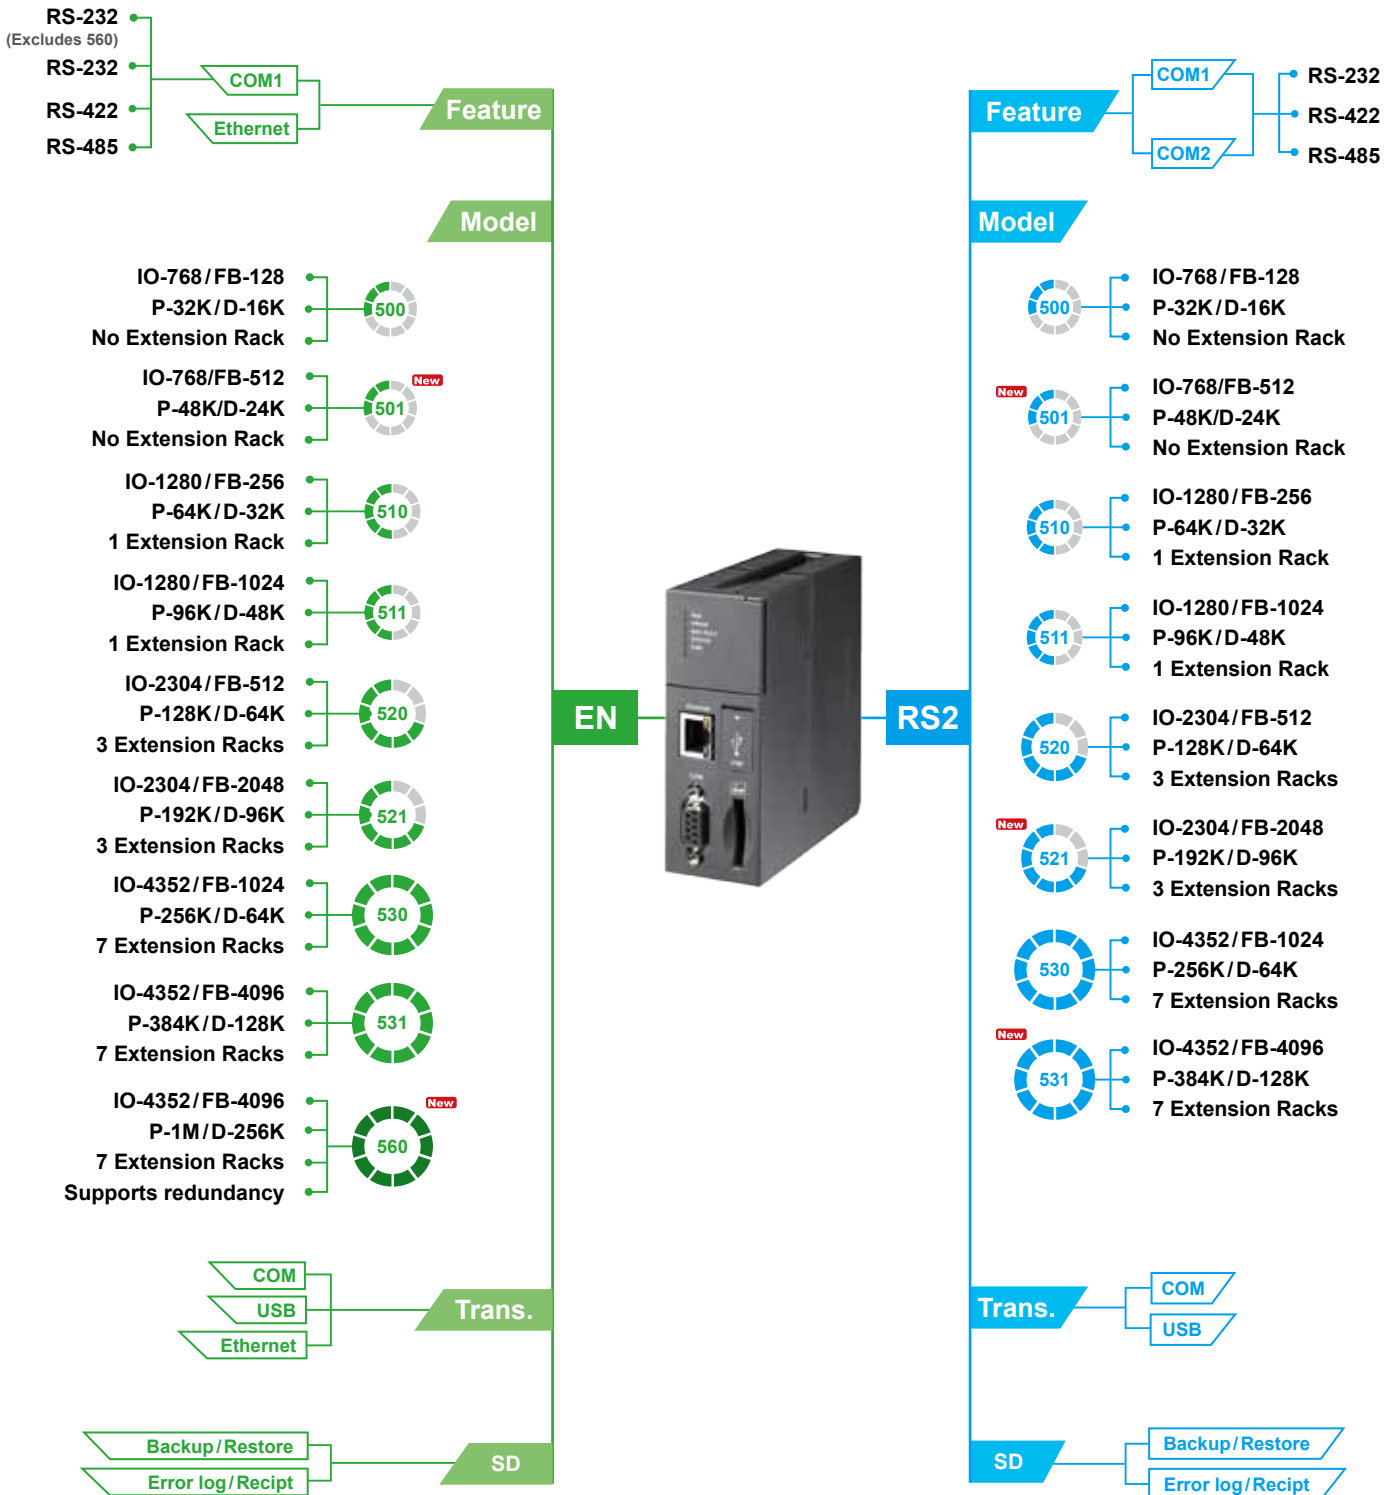 RS-232
(Excludes 560)
RS-232
RS-422
RS-485
COM1
Ethernet
Feature
Model
IO-768/FB-128
P-32K/D-16K
No Extension Rack
500
IO-768/FB-512
P-48K/D-24K
No Extension Rack
501
New
IO-1280/FB-256
P-64K/D-32K
1 Extension Rack
510
IO-1280/FB-1024
P-96K/D-48K
1 Extension Rack
511
IO-2304/FB-512
P-128K/D-64K
3 Extension Racks
520
IO-2304/FB-2048
P-192K/D-96K
3 Extension Racks
521
IO-4352/FB-1024
P-256K/D-64K
7 Extension Racks
530
IO-4352/FB-4096
P-384K/D-128K
7 Extension Racks
531
IO-4352/FB-4096
P-1M/D-256K
7 Extension Racks
Supports redundancy
560
New
COM
USB
Ethernet
Trans.
Backup/Restore
Error log/Recipt
SD
EN
RS2
Feature
COM1
COM2
RS-232
RS-422
RS-485
Model
500
IO-768/FB-128
P-32K/D-16K
No Extension Rack
New
501
IO-768/FB-512
P-48K/D-24K
No Extension Rack
510
IO-1280/FB-256
P-64K/D-32K
1 Extension Rack
511
IO-1280/FB-1024
P-96K/D-48K
1 Extension Rack
520
IO-2304/FB-512
P-128K/D-64K
3 Extension Racks
New
521
IO-2304/FB-2048
P-192K/D-96K
3 Extension Racks
530
IO-4352/FB-1024
P-256K/D-64K
7 Extension Racks
New
531
IO-4352/FB-4096
P-384K/D-128K
7 Extension Racks
Trans.
COM
USB
SD
Backup/Restore
Error log/Recipt